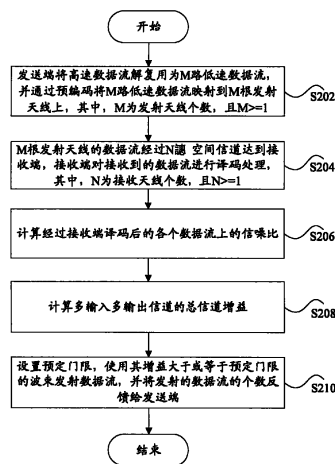 开始
发送端将高速数据流解复用为M路低速数据流,
并通过预编码将M路低速数据流映射到M根发射
天线上,其中,M为发射天线个数,且M>=1
S202
M根发射天线的数据流经过N 空间信道达到接
收端,接收端对接收到的数据流进行译码处理,
其中,N为接收天线个数,且N>=1
S204
计算经过接收端译码后的各个数据流上的信噪比
S206
计算多输入多输出信道的总信道增益
S208
设置预定门限,使用其增益大于或等于预定门限
的波束发射数据流,并将发射的数据流的个数反
馈给发送端
S210
结束